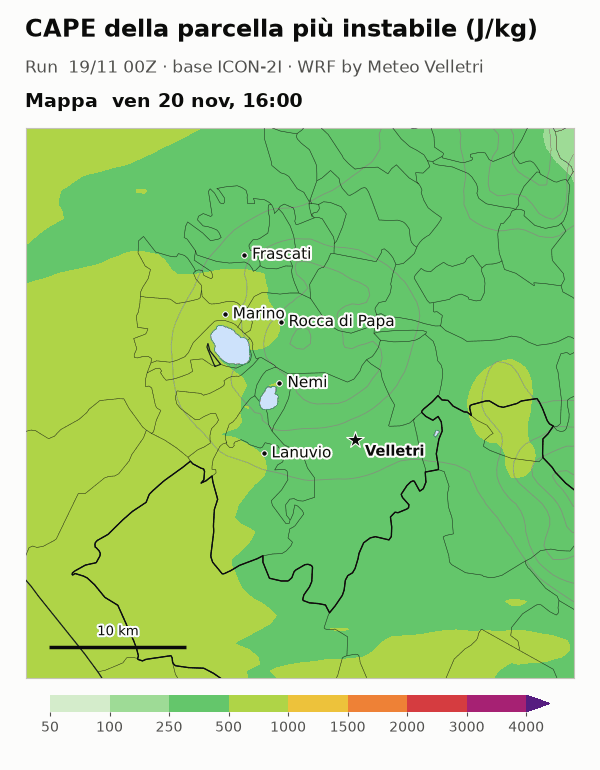 CAPE della parcella più instabile (J/kg)
Run  19/11 00Z · base ICON-2I · WRF by Meteo Velletri
Mappa  ven 20 nov, 16:00
Frascati
Marino
Rocca di Papa
Nemi
Velletri
Lanuvio
10 km
50 100 250 500 1000 1500 2000 3000 4000